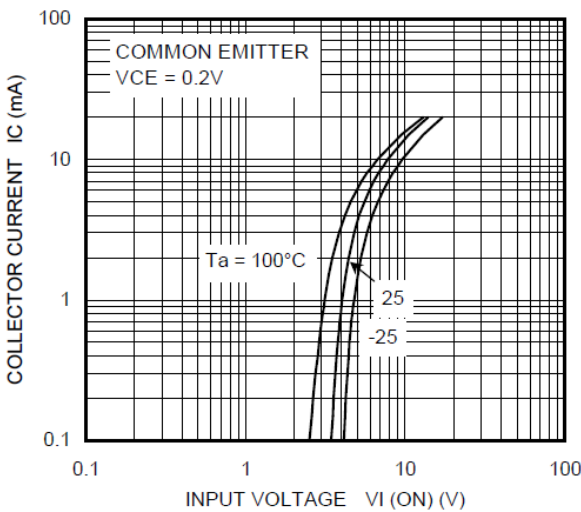 100
10
1
0.1
COLLECTOR CURRENT IC (mA)
COMMON EMITTER
VCE = 0.2V
Ta = 100°C
25
-25
0.1
1
10
100
INPUT VOLTAGE VI (ON) (V)